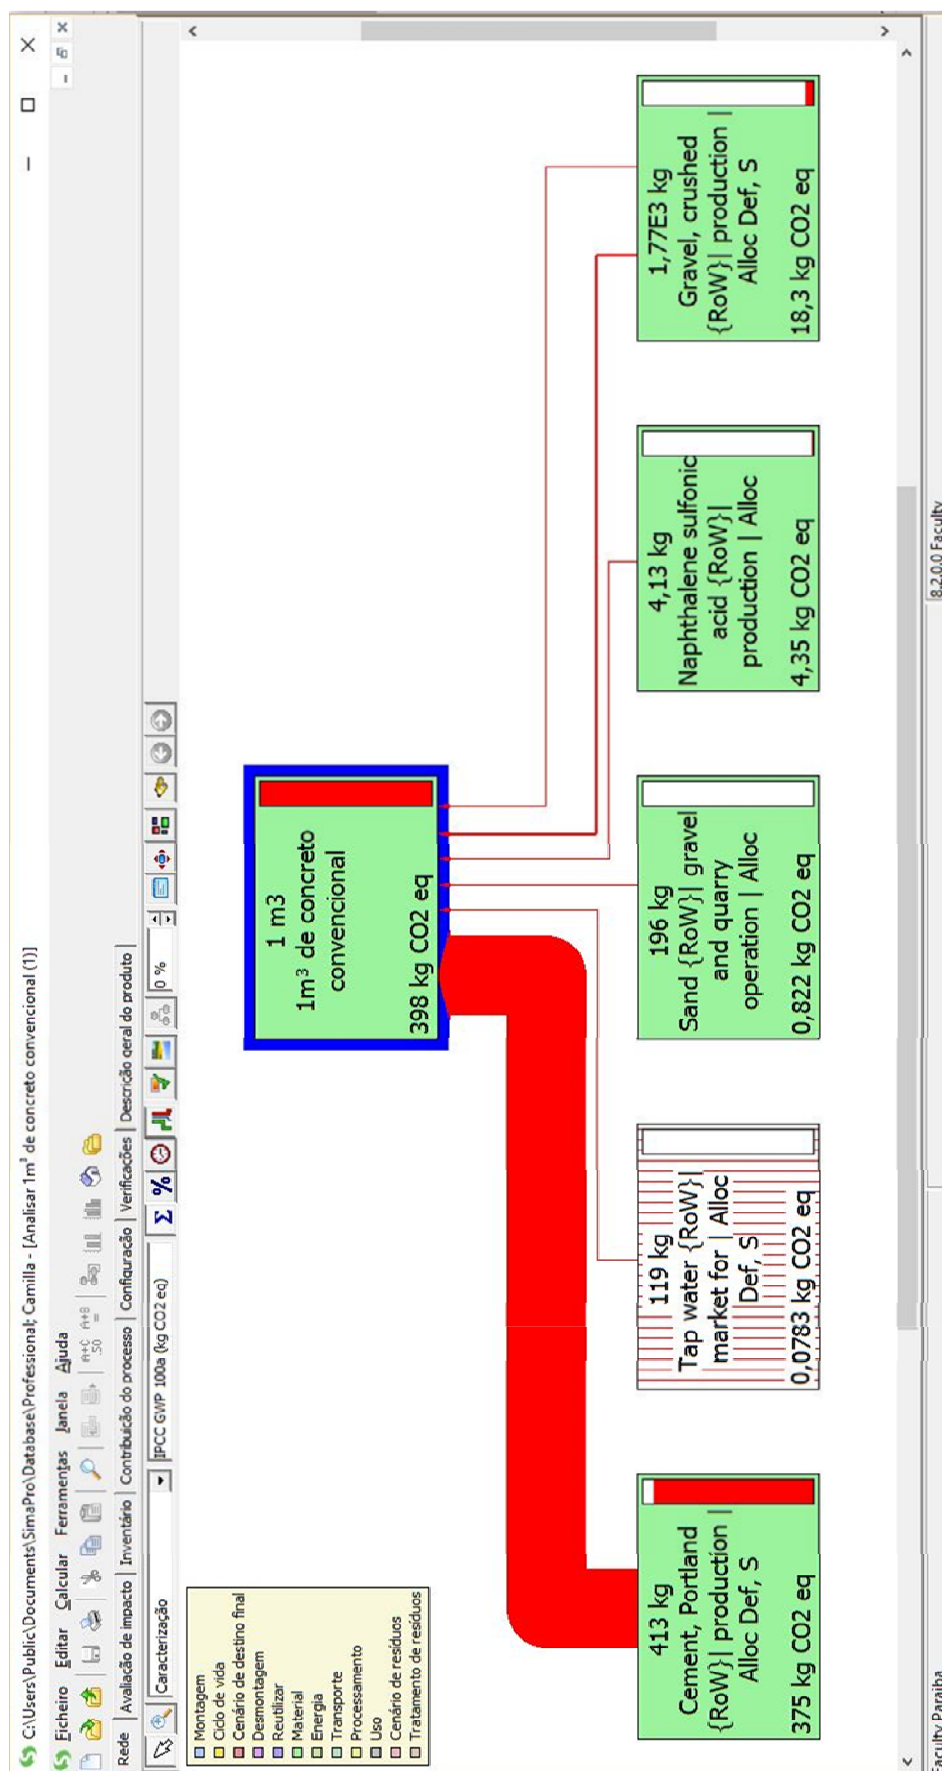 C:\Users\Public\Documents\SimaPro\Database\Professional; Camilla - [Analisar 1m³ de concreto convencional (1)]
Ficheiro Editar Calcular Ferramentas Janela Ajuda
A+C A+B
.50 =
Rede Avaliação de impacto Inventário Contribuição do processo Configuração Verificações Descrição geral do produto
Caracterização IPCC GWP 100a (kg CO2 eq) Σ % 0 %
Montagem
Ciclo de vida
Cenário de destino final
Desmontagem
Reutilizar
Material
Energia
Transporte
Processamento
Uso
Cenário de resíduos
Tratamento de resíduos
1 m3
1m³ de concreto
convencional
398 kg CO2 eq
413 kg
Cement, Portland
{RoW}| production |
Alloc Def, S
375 kg CO2 eq
119 kg
Tap water {RoW}|
market for | Alloc
Def, S
0,0783 kg CO2 eq
196 kg
Sand {RoW}| gravel
and quarry
operation | Alloc
0,822 kg CO2 eq
4,13 kg
Naphthalene sulfonic
acid {RoW}|
production | Alloc
4,35 kg CO2 eq
1,77E3 kg
Gravel, crushed
{RoW}| production |
Alloc Def, S
18,3 kg CO2 eq
Faculty Paraiba 8.2.0.0 Faculty